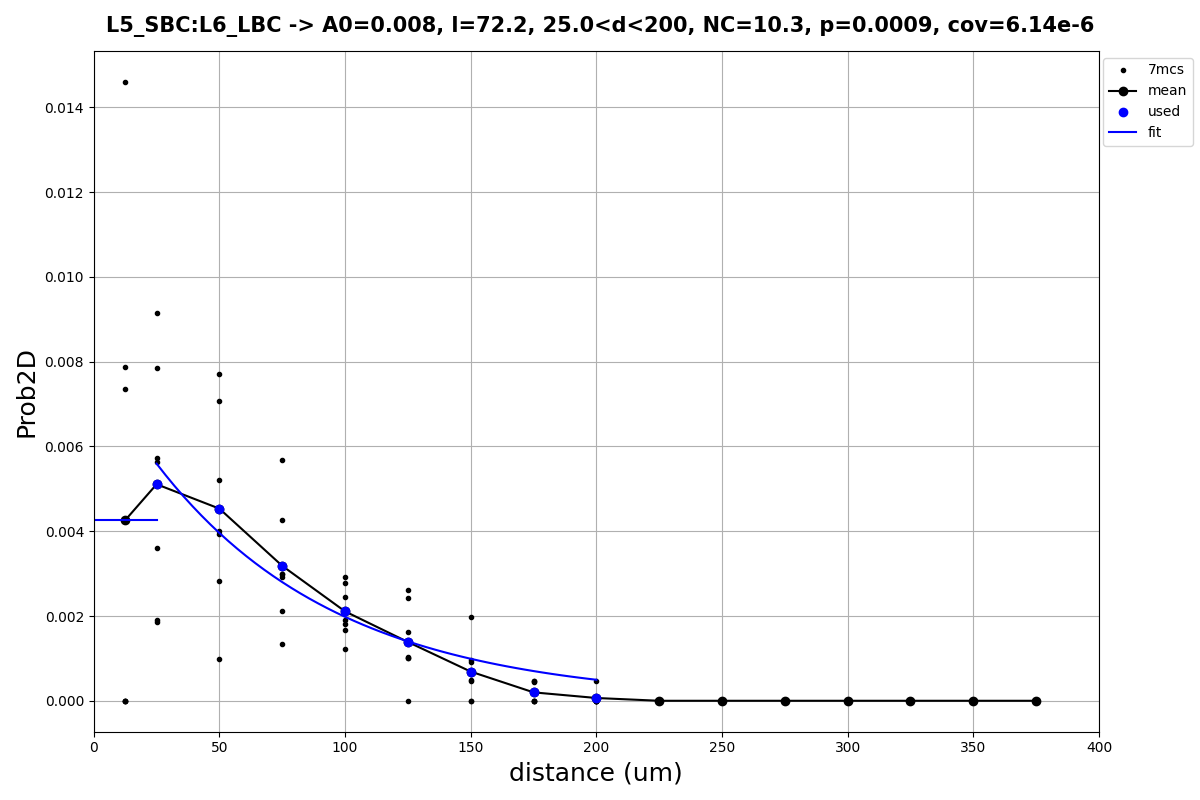 L5_SBC:L6_LBC -> A0=0.008, l=72.2, 25.0<d<200, NC=10.3, p=0.0009, cov=6.14e-6
7mcs
mean
used
fit
Prob2D
0.014
0.012
0.010
0.008
0.006
0.004
0.002
0.000
0
50
100
150
200
250
300
350
400
distance (um)